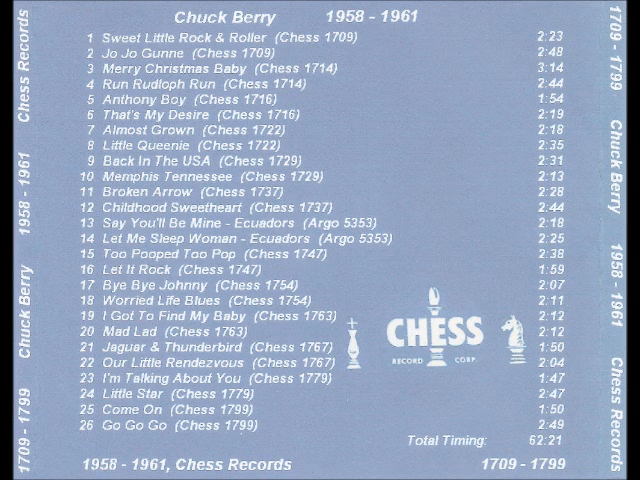 Chuck Berry 1958 - 1961
1 Sweet Little Rock & Roller (Chess 1709) 2:23
2 Jo Jo Gunne (Chess 1709) 2:48
3 Merry Christmas Baby (Chess 1714) 3:14
4 Run Rudloph Run (Chess 1714) 2:44
5 Anthony Boy (Chess 1716) 1:54
6 That's My Desire (Chess 1716) 2:19
7 Almost Grown (Chess 1722) 2:18
8 Little Queenie (Chess 1722) 2:35
9 Back In The USA (Chess 1729) 2:31
10 Memphis Tennessee (Chess 1729) 2:13
11 Broken Arrow (Chess 1737) 2:28
12 Childhood Sweetheart (Chess 1737) 2:44
13 Say You'll Be Mine - Ecuadors (Argo 5353) 2:18
14 Let Me Sleep Woman - Ecuadors (Argo 5353) 2:25
15 Too Pooped Too Pop (Chess 1747) 2:38
16 Let It Rock (Chess 1747) 1:59
17 Bye Bye Johnny (Chess 1754) 2:07
18 Worried Life Blues (Chess 1754) 2:11
19 I Got To Find My Baby (Chess 1763) 2:12
20 Mad Lad (Chess 1763) 2:12
21 Jaguar & Thunderbird (Chess 1767) 1:50
22 Our Little Rendezvous (Chess 1767) 2:04
23 I'm Talking About You (Chess 1779) 1:47
24 Little Star (Chess 1779) 2:47
25 Come On (Chess 1799) 1:50
26 Go Go Go (Chess 1799) 2:49
CHESS
RECORD CORP.
Total Timing: 62:21
1958 - 1961, Chess Records 1709 - 1799
1709 - 1799 Chuck Berry 1958 - 1961 Chess Records
1709 - 1799 Chuck Berry 1958 - 1961 Chess Records